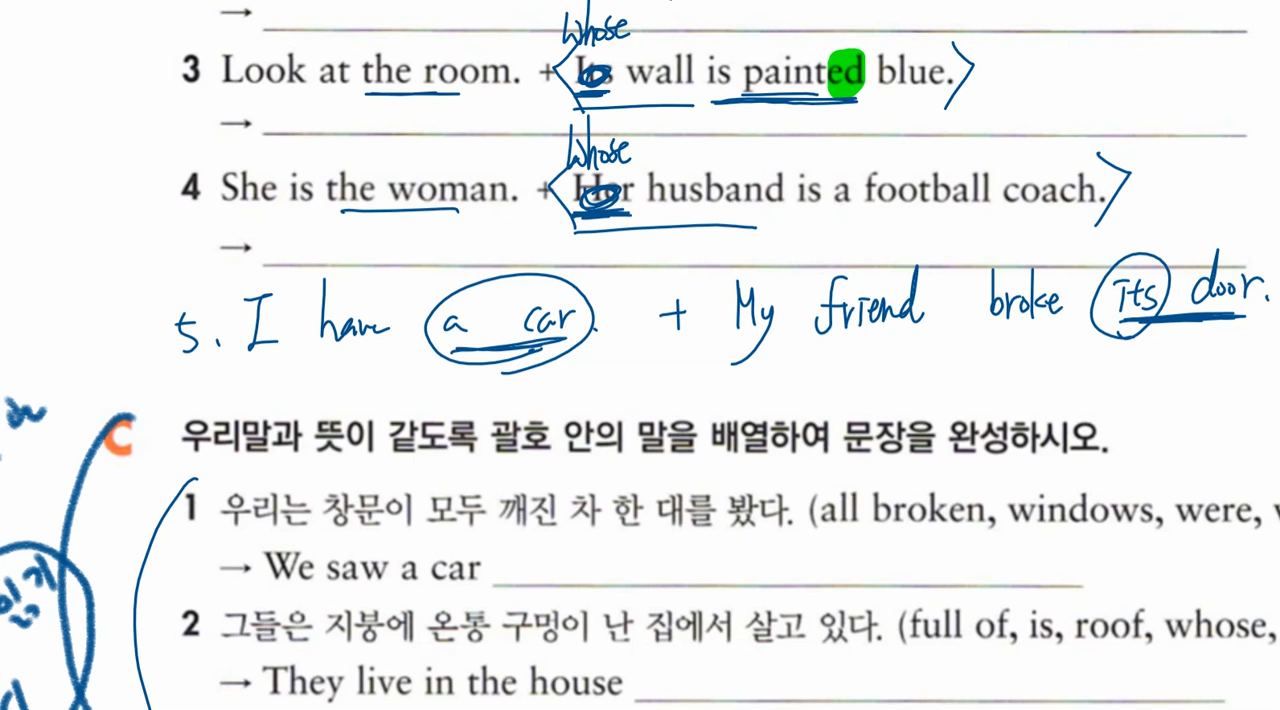 →
whose
3 Look at the room. + <Its wall is painted blue.>
→
whose
4 She is the woman. + <Her husband is a football coach.>
→
5. I have a car. + My friend broke its door.
C 우리말과 뜻이 같도록 괄호 안의 말을 배열하여 문장을 완성하시오.
1 우리는 창문이 모두 깨진 차 한 대를 봤다. (all broken, windows, were,
→ We saw a car
2 그들은 지붕에 온통 구멍이 난 집에서 살고 있다. (full of, is, roof, whose,
→ They live in the house